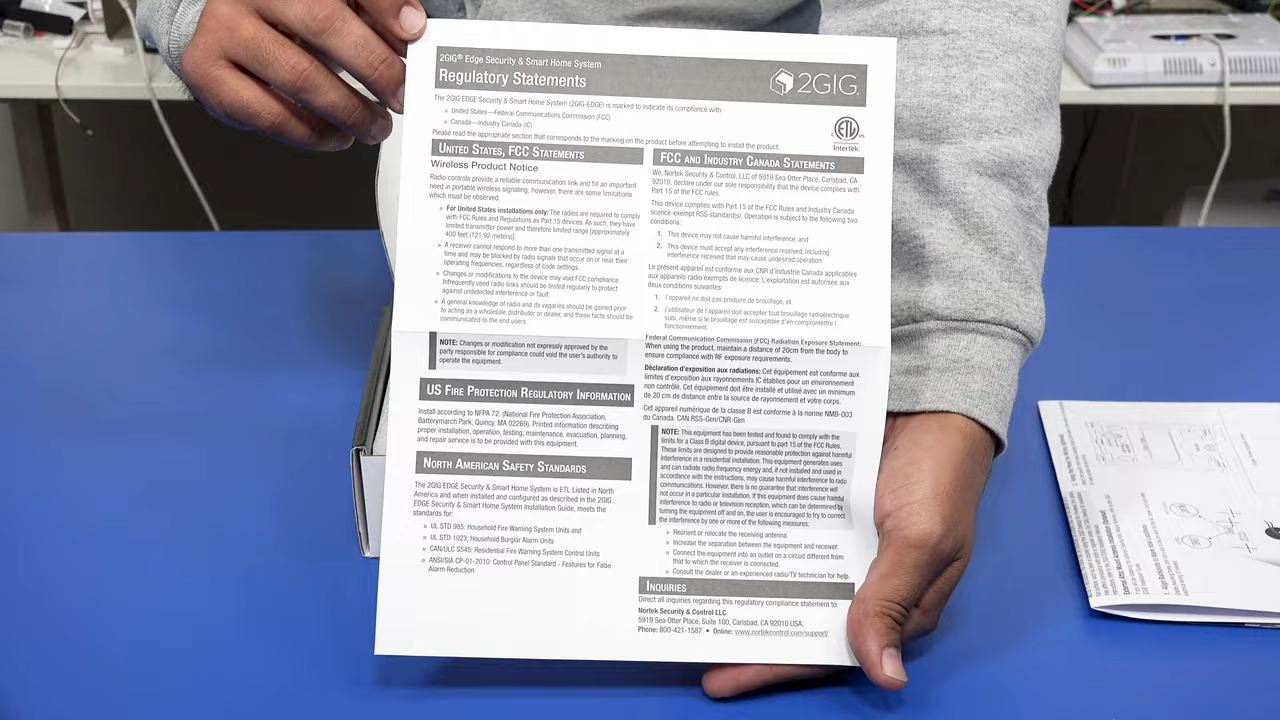 2GIG® Edge Security & Smart Home System
Regulatory Statements
2GIG.
The 2GIG EDGE Security & Smart Home System (2GIG-EDGE) is marked to indicate its compliance with
» United States—Federal Communications Commission (FCC)
» Canada—Industry Canada (IC)
Please read the appropriate section that corresponds to the marking on the product before attempting to install the product.
ETL
C US
Intertek
UNITED STATES, FCC STATEMENTS
Wireless Product Notice
Radio controls provide a reliable communication link and fill an important
need in portable wireless signaling; however, there are some limitations
which must be observed.
» For United States installations only: The radios are required to comply
with FCC Rules and Regulations as Part 15 devices. As such, they have
limited transmitter power and therefore limited range [approximately
400 feet (121.92 meters)].
» A receiver cannot respond to more than one transmitted signal at a
time and may be blocked by radio signals that occur on or near their
operating frequencies, regardless of code settings.
» Changes or modifications to the device may void FCC compliance.
Infrequently used radio links should be tested regularly to protect
against undetected interference or fault.
» A general knowledge of radio and its vagaries should be gained prior
to acting as a wholesale distributor or dealer, and these facts should be
communicated to the end users.
NOTE: Changes or modification not expressly approved by the
party responsible for compliance could void the user's authority to
operate the equipment.
US FIRE PROTECTION REGULATORY INFORMATION
Install according to NFPA 72. (National Fire Protection Association,
Batterymarch Park, Quincy, MA 02269). Printed information describing
proper installation, operation, testing, maintenance, evacuation, planning,
and repair service is to be provided with this equipment.
NORTH AMERICAN SAFETY STANDARDS
The 2GIG EDGE Security & Smart Home System is ETL Listed in North
America and when installed and configured as described in the 2GIG
EDGE Security & Smart Home System Installation Guide, meets the
standards for:
» UL STD 985: Household Fire Warning System Units and
» UL STD 1023: Household Burglar Alarm Units
» CAN/ULC S545: Residential Fire Warning System Control Units
» ANSI/SIA CP-01-2010: Control Panel Standard - Features for False
Alarm Reduction
FCC AND INDUSTRY CANADA STATEMENTS
We, Nortek Security & Control, LLC of 5919 Sea Otter Place, Carlsbad, CA
92010, declare under our sole responsibility that the device complies with
Part 15 of the FCC rules.
This device complies with Part 15 of the FCC Rules and Industry Canada
licence-exempt RSS standard(s). Operation is subject to the following two
conditions:
1. This device may not cause harmful interference, and
2. This device must accept any interference received, including
interference received that may cause undesired operation.
Le présent appareil est conforme aux CNR d'Industrie Canada applicables
aux appareils radio exempts de licence. L'exploitation est autorisée aux
deux conditions suivantes:
1. l'appareil ne doit pas produire de brouillage, et
2. l'utilisateur de l'appareil doit accepter tout brouillage radioélectrique
subi, même si le brouillage est susceptible d'en compromettre l
fonctionnement.
Federal Communication Commission (FCC) Radiation Exposure Statement:
When using the product, maintain a distance of 20cm from the body to
ensure compliance with RF exposure requirements.
Déclaration d'exposition aux radiations: Cet équipement est conforme aux
limites d'exposition aux rayonnements IC établies pour un environnement
non contrôlé. Cet équipement doit être installé et utilisé avec un minimum
de 20 cm de distance entre la source de rayonnement et votre corps.
Cet appareil numérique de la classe B est conforme à la norme NMB-003
du Canada. CAN RSS-Gen/CNR-Gen
NOTE: This equipment has been tested and found to comply with the
limits for a Class B digital device, pursuant to part 15 of the FCC Rules.
These limits are designed to provide reasonable protection against harmful
interference in a residential installation. This equipment generates uses
and can radiate radio frequency energy and, if not installed and used in
accordance with the instructions, may cause harmful interference to radio
communications. However, there is no guarantee that interference will
not occur in a particular installation. If this equipment does cause harmful
interference to radio or television reception, which can be determined by
turning the equipment off and on, the user is encouraged to try to correct
the interference by one or more of the following measures:
» Reorient or relocate the receiving antenna.
» Increase the separation between the equipment and receiver.
» Connect the equipment into an outlet on a circuit different from
that to which the receiver is connected.
» Consult the dealer or an experienced radio/TV technician for help.
INQUIRIES
Direct all inquiries regarding this regulatory compliance statement to:
Nortek Security & Control LLC
5919 Sea Otter Place, Suite 100, Carlsbad, CA 92010 USA,
Phone: 800-421-1587 • Online: www.nortekcontrol.com/support/